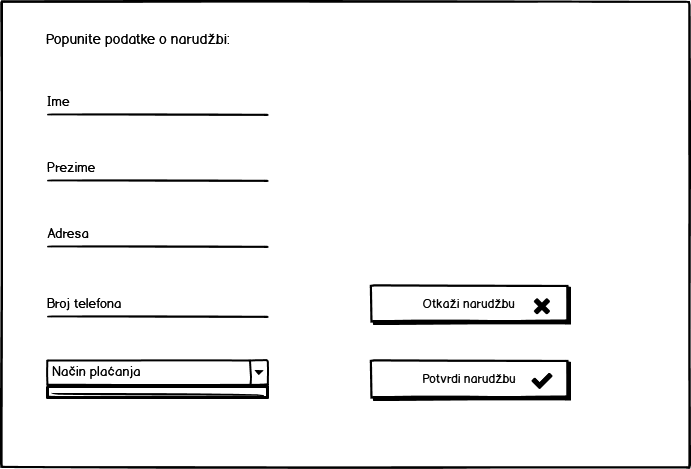 Popunite podatke o narudžbi:
Ime
Prezime
Adresa
Broj telefona
Otkaži narudžbu
Način plaćanja
Potvrdi narudžbu